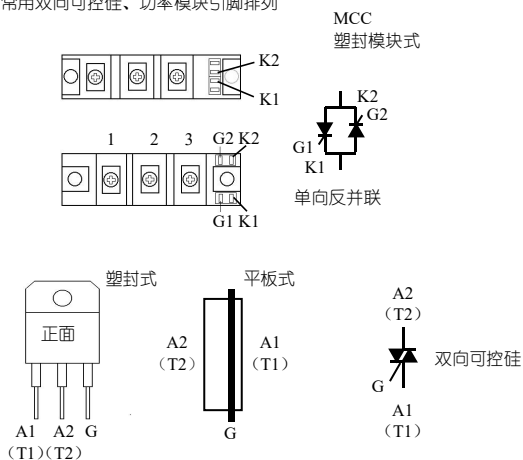 常用双向可控硅、功率模块引脚排列
MCC
塑封模块式
K2
K1
K2
G2
G1
K1
单向反并联
1 2 3 G2 K2
G1 K1
塑封式
正面
A1 A2 G
（T1）（T2）
平板式
A2
（T2）
A1
（T1）
G
A2
（T2）
G
双向可控硅
A1
（T1）